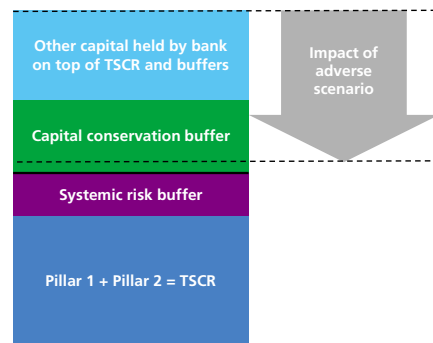 Other capital held by bank
on top of TSCR and buffers
Impact of
adverse
scenario
Capital conservation buffer
Systemic risk buffer
Pillar 1 + Pillar 2 = TSCR